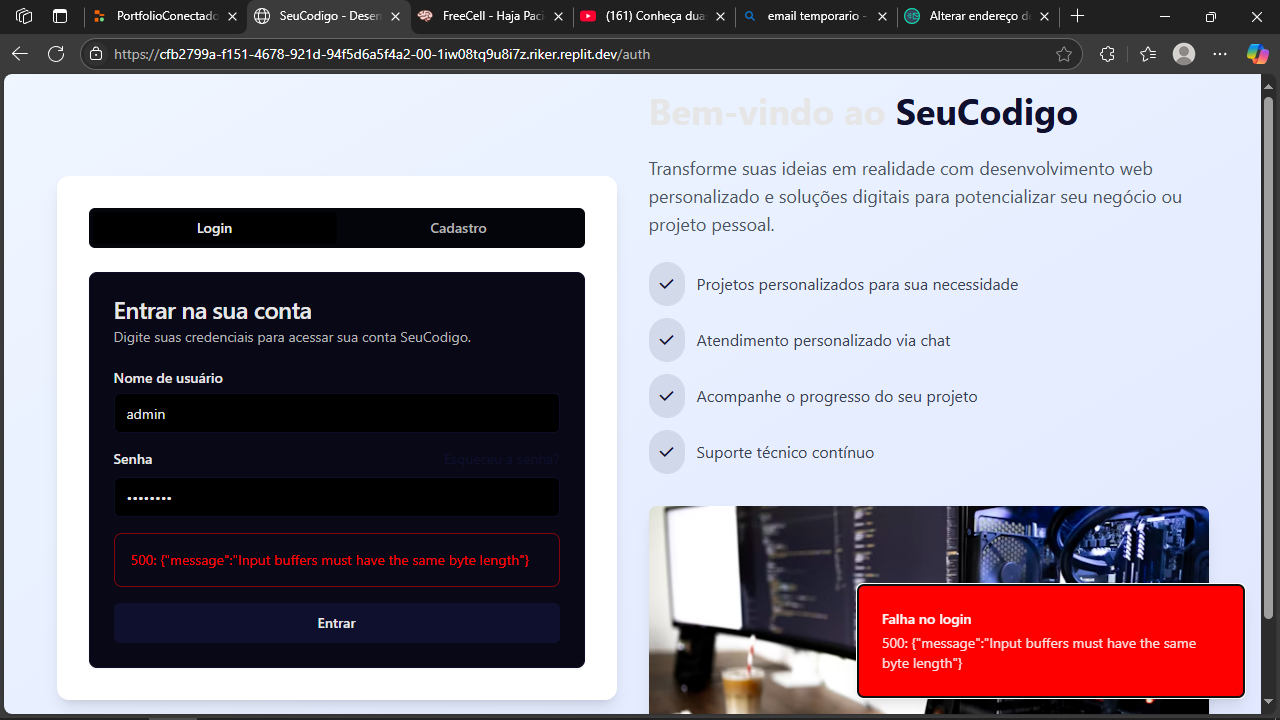 PortfolioConectado
SeuCodigo - Desen
FreeCell - Haja Paci
(161) Conheça duas
email temporario -
Alterar endereço de
https://cfb2799a-f151-4678-921d-94f5d6a5f4a2-00-1iw08tq9u8i7z.riker.replit.dev/auth
Login
Cadastro
Entrar na sua conta
Digite suas credenciais para acessar sua conta SeuCodigo.
Nome de usuário
admin
Senha
Esqueceu a senha?
••••••••
500: {"message":"Input buffers must have the same byte length"}
Entrar
Bem-vindo ao SeuCodigo
Transforme suas ideias em realidade com desenvolvimento web
personalizado e soluções digitais para potencializar seu negócio ou
projeto pessoal.
Projetos personalizados para sua necessidade
Atendimento personalizado via chat
Acompanhe o progresso do seu projeto
Suporte técnico contínuo
Falha no login
500: {"message":"Input buffers must have the same
byte length"}